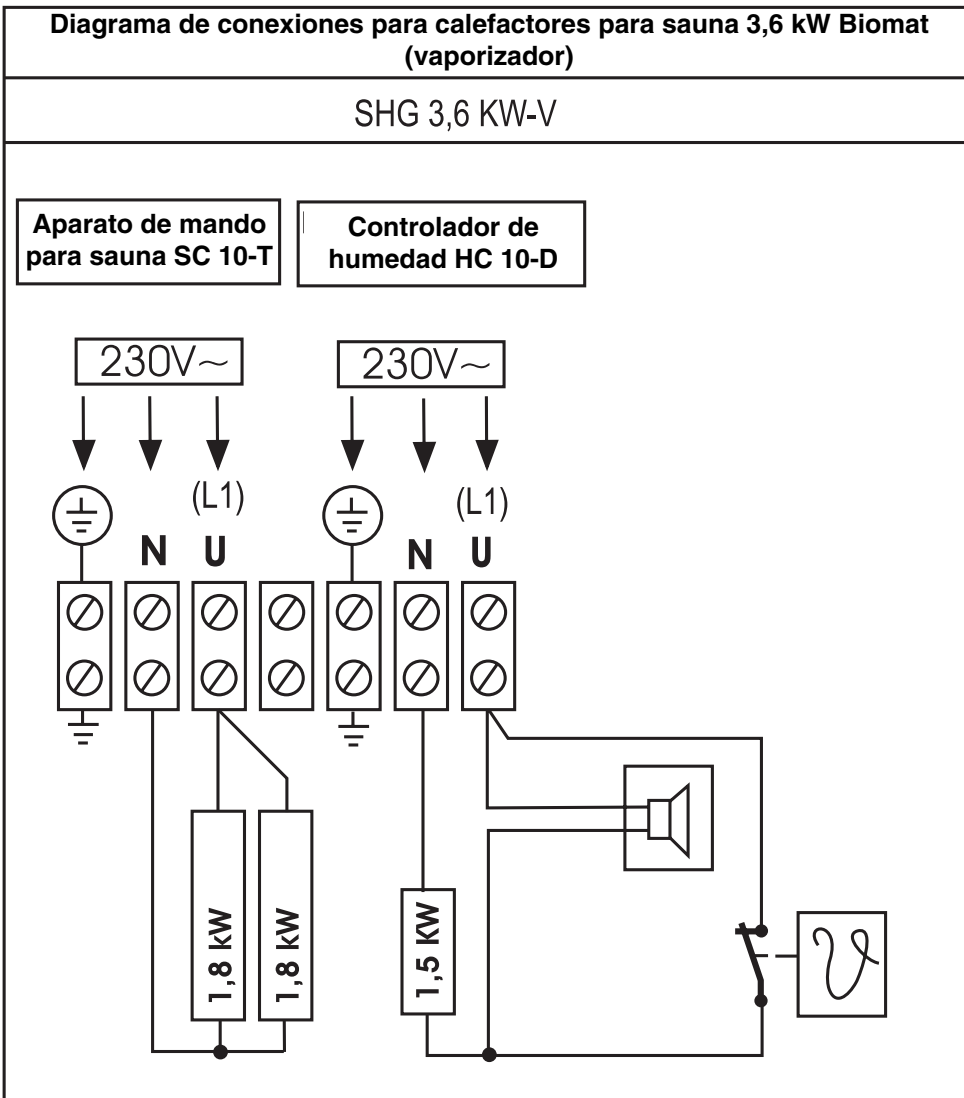 Diagrama de conexiones para calefactores para sauna 3,6 kW Biomat
(vaporizador)
SHG 3,6 KW-V
Aparato de mando
para sauna SC 10-T
Controlador de
humedad HC 10-D
230V~
230V~
(L1)
N U
(L1)
N U
1,8 kW
1,8 kW
1,5 KW
ϑ